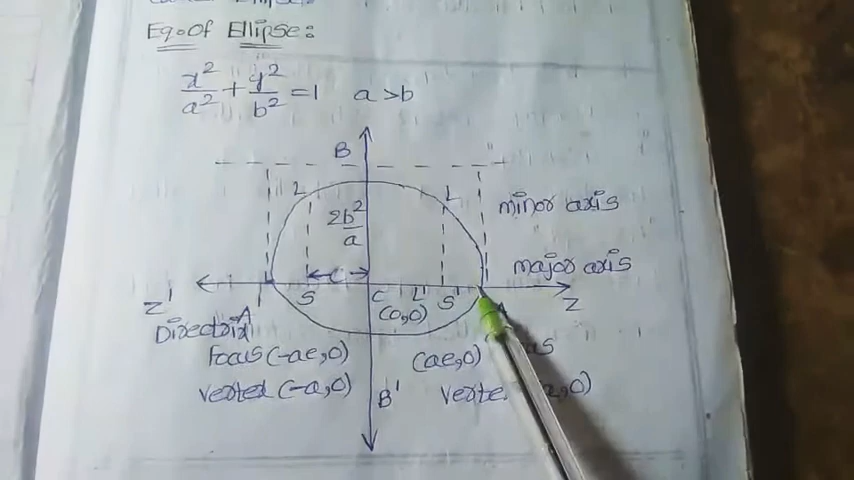 Eq. Of Ellipse:
x²/a² + y²/b² = 1 a > b
B
L L
minor axis
2b²/a
C
major axis
Z' A S C L' S' Z
(0,0)
Directrix
Focus (-ae,0) (ae,0)
vertex (-a,0) B'